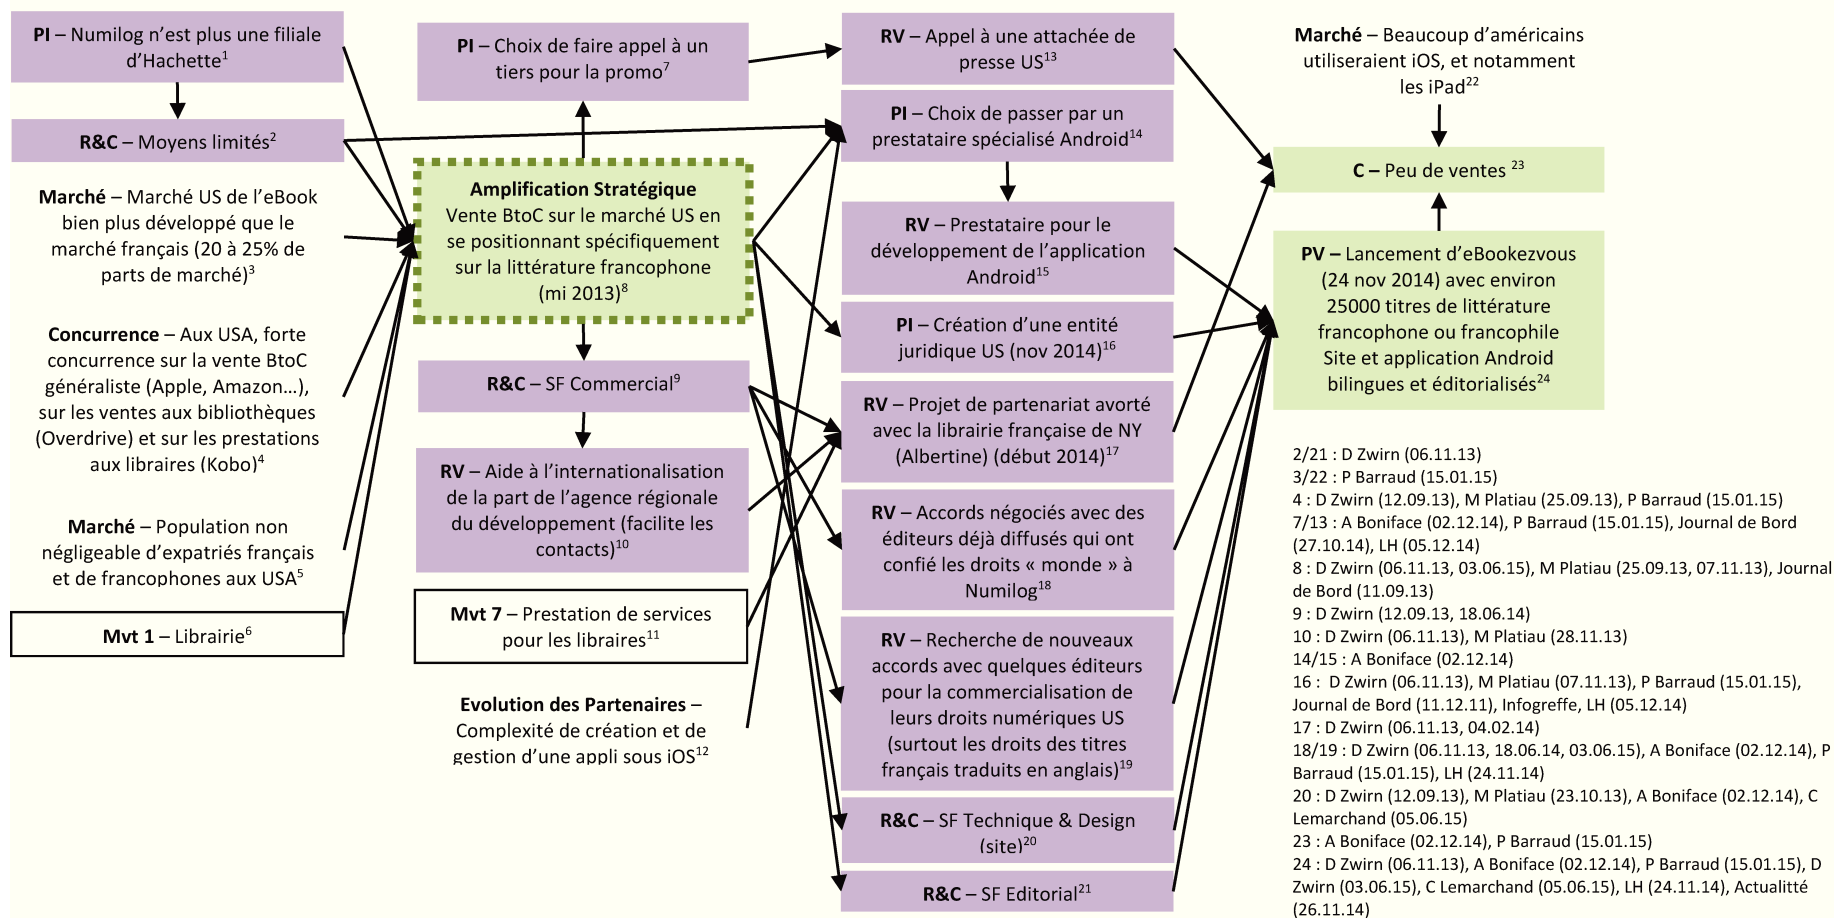 PI – Numilog n’est plus une filiale
d’Hachette1
R&C – Moyens limités2
Marché – Marché US de l’eBook
bien plus développé que le
marché français (20 à 25% de
parts de marché)3
Concurrence – Aux USA, forte
concurrence sur la vente BtoC
généraliste (Apple, Amazon…),
sur les ventes aux bibliothèques
(Overdrive) et sur les prestations
aux libraires (Kobo)4
Marché – Population non
négligeable d’expatriés français
et de francophones aux USA5
Mvt 1 – Librairie6
PI – Choix de faire appel à un
tiers pour la promo7
Amplification Stratégique
Vente BtoC sur le marché US en
se positionnant spécifiquement
sur la littérature francophone
(mi 2013)8
R&C – SF Commercial9
RV – Aide à l’internationalisation
de la part de l’agence régionale
du développement (facilite les
contacts)10
Mvt 7 – Prestation de services
pour les libraires11
Evolution des Partenaires –
Complexité de création et de
gestion d’une appli sous iOS12
RV – Appel à une attachée de
presse US13
PI – Choix de passer par un
prestataire spécialisé Android14
RV – Prestataire pour le
développement de l’application
Android15
PI – Création d’une entité
juridique US (nov 2014)16
RV – Projet de partenariat avorté
avec la librairie française de NY
(Albertine) (début 2014)17
RV – Accords négociés avec des
éditeurs déjà diffusés qui ont
confié les droits « monde » à
Numilog18
RV – Recherche de nouveaux
accords avec quelques éditeurs
pour la commercialisation de
leurs droits numériques US
(surtout les droits des titres
français traduits en anglais)19
R&C – SF Technique & Design
(site)20
R&C – SF Editorial21
Marché – Beaucoup d’américains
utiliseraient iOS, et notamment
les iPad22
C – Peu de ventes 23
PV – Lancement d’eBookezvous
(24 nov 2014) avec environ
25000 titres de littérature
francophone ou francophile
Site et application Android
bilingues et éditorialisés24
2/21 : D Zwirn (06.11.13)
3/22 : P Barraud (15.01.15)
4 : D Zwirn (12.09.13), M Platiau (25.09.13), P Barraud (15.01.15)
7/13 : A Boniface (02.12.14), P Barraud (15.01.15), Journal de Bord
(27.10.14), LH (05.12.14)
8 : D Zwirn (06.11.13, 03.06.15), M Platiau (25.09.13, 07.11.13), Journal
de Bord (11.09.13)
9 : D Zwirn (12.09.13, 18.06.14)
10 : D Zwirn (06.11.13), M Platiau (28.11.13)
14/15 : A Boniface (02.12.14)
16 : D Zwirn (06.11.13), M Platiau (07.11.13), P Barraud (15.01.15),
Journal de Bord (11.12.11), Infogreffe, LH (05.12.14)
17 : D Zwirn (06.11.13, 04.02.14)
18/19 : D Zwirn (06.11.13, 18.06.14, 03.06.15), A Boniface (02.12.14), P
Barraud (15.01.15), LH (24.11.14)
20 : D Zwirn (12.09.13), M Platiau (23.10.13), A Boniface (02.12.14), C
Lemarchand (05.06.15)
23 : A Boniface (02.12.14), P Barraud (15.01.15)
24 : D Zwirn (06.11.13), A Boniface (02.12.14), P Barraud (15.01.15), D
Zwirn (03.06.15), C Lemarchand (05.06.15), LH (24.11.14), Actualitté
(26.11.14)